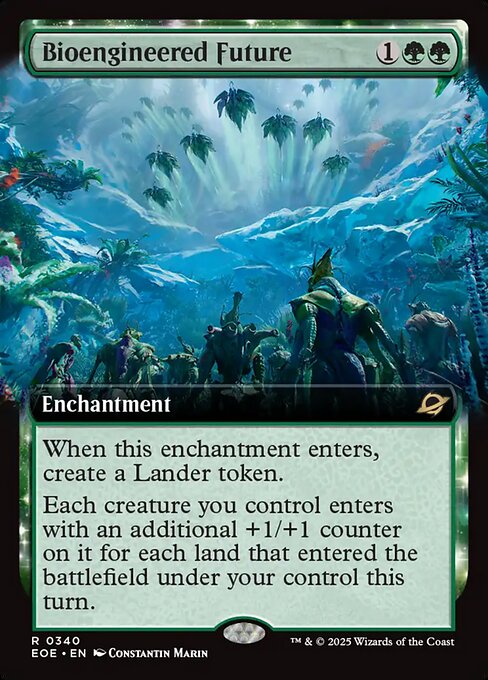 Bioengineered Future 1
Enchantment
When this enchantment enters,
create a Lander token.
Each creature you control enters
with an additional +1/+1 counter
on it for each land that entered the
battlefield under your control this
turn.
R 0340
EOE • EN Constantin Marin
™ & © 2025 Wizards of the Coast